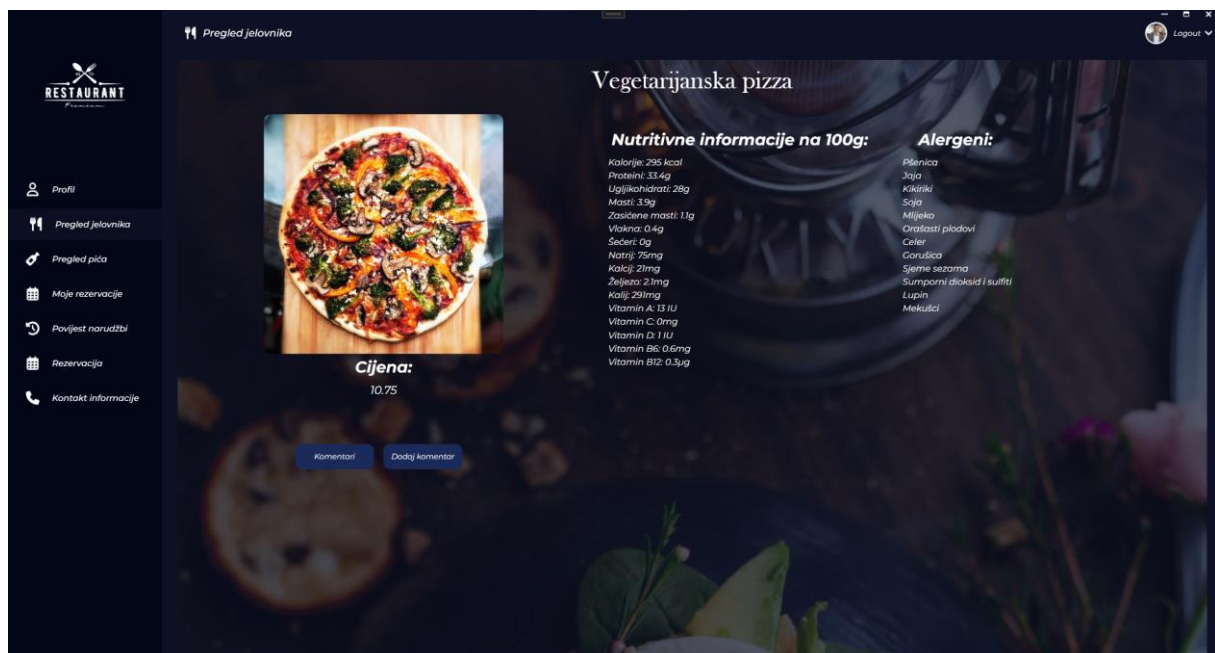 Pregled jelovnika
Logout
RESTAURANT
Profil
Pregled jelovnika
Pregled pića
Moje rezervacije
Povijest narudžbi
Rezervacija
Kontakt informacije
Vegetarijanska pizza
Cijena:
10.75
Komentari
Dodaj komentar
Nutritivne informacije na 100g:
Kalorije: 295 kcal
Proteini: 33.4g
Ugljikohidrati: 28g
Masti: 3.9g
Zasićene masti: 1.1g
Vlakna: 0.4g
Šećeri: 0g
Natrij: 75mg
Kalcij: 21mg
Željezo: 2.1mg
Kalij: 291mg
Vitamin A: 13 IU
Vitamin C: 0mg
Vitamin D: 1 IU
Vitamin B6: 0.6mg
Vitamin B12: 0.3µg
Alergeni:
Pšenica
Jaja
Kikiriki
Soja
Mlijeko
Orašasti plodovi
Celer
Gorušica
Sjeme sezama
Sumporni dioksid i sulfiti
Lupin
Mekušci